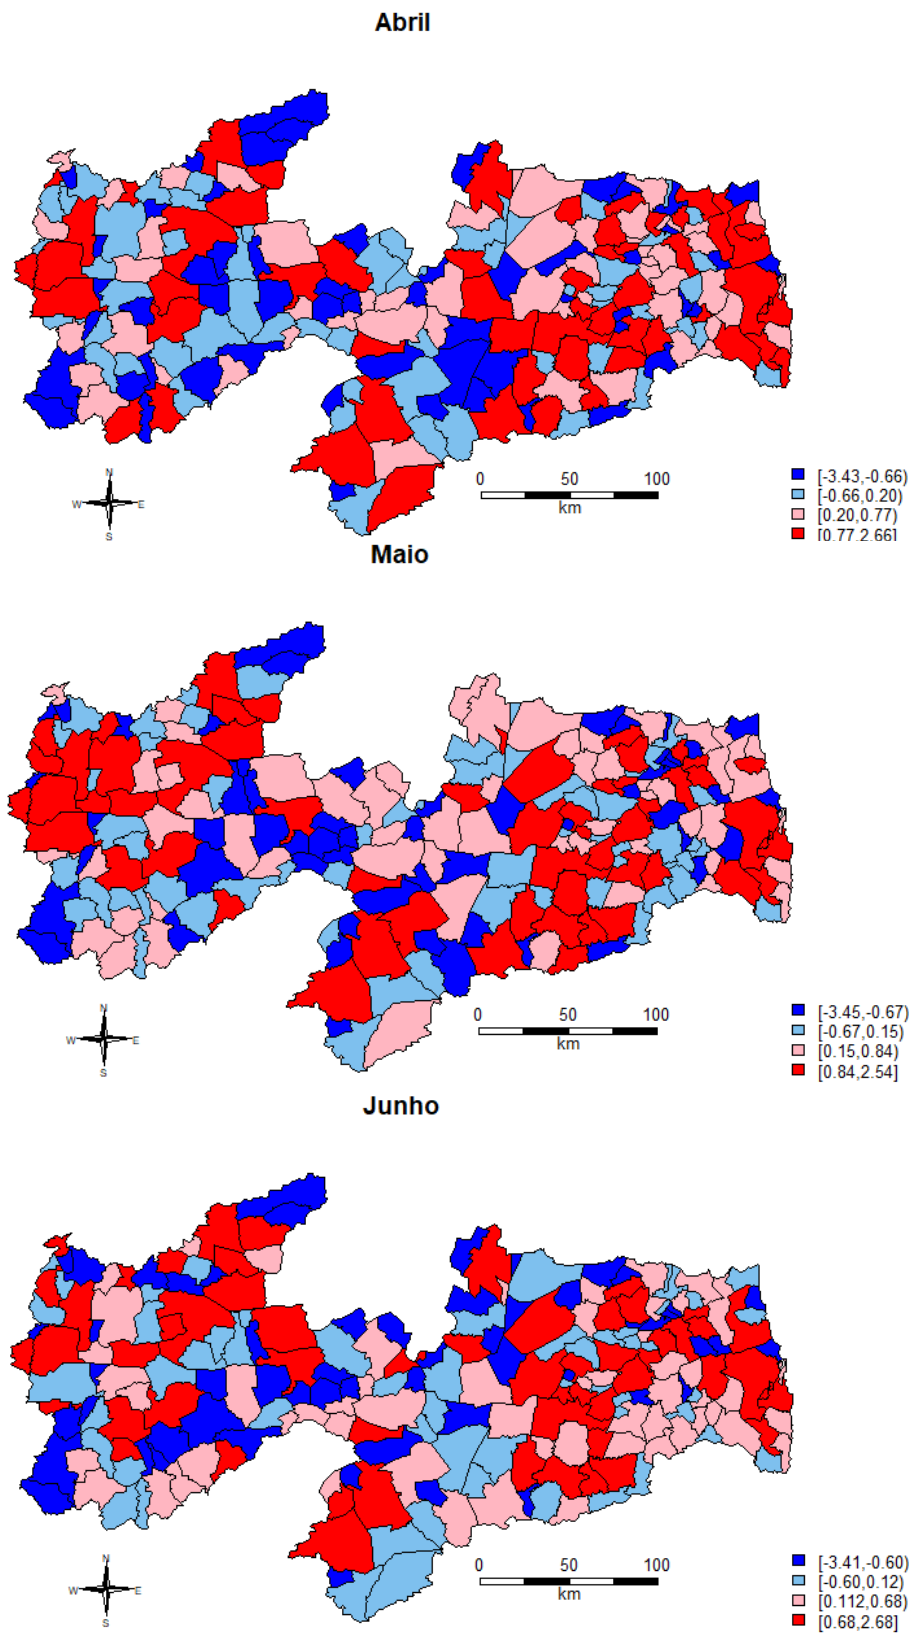 Abril
N
W E
S
0 50 100
km
[-3.43,-0.66)
[-0.66,0.20)
[0.20,0.77)
[0.77,2.66]
Maio
N
W E
S
0 50 100
km
[-3.45,-0.67)
[-0.67,0.15)
[0.15,0.84)
[0.84,2.54]
Junho
N
W E
S
0 50 100
km
[-3.41,-0.60)
[-0.60,0.12)
[0.112,0.68)
[0.68,2.68]